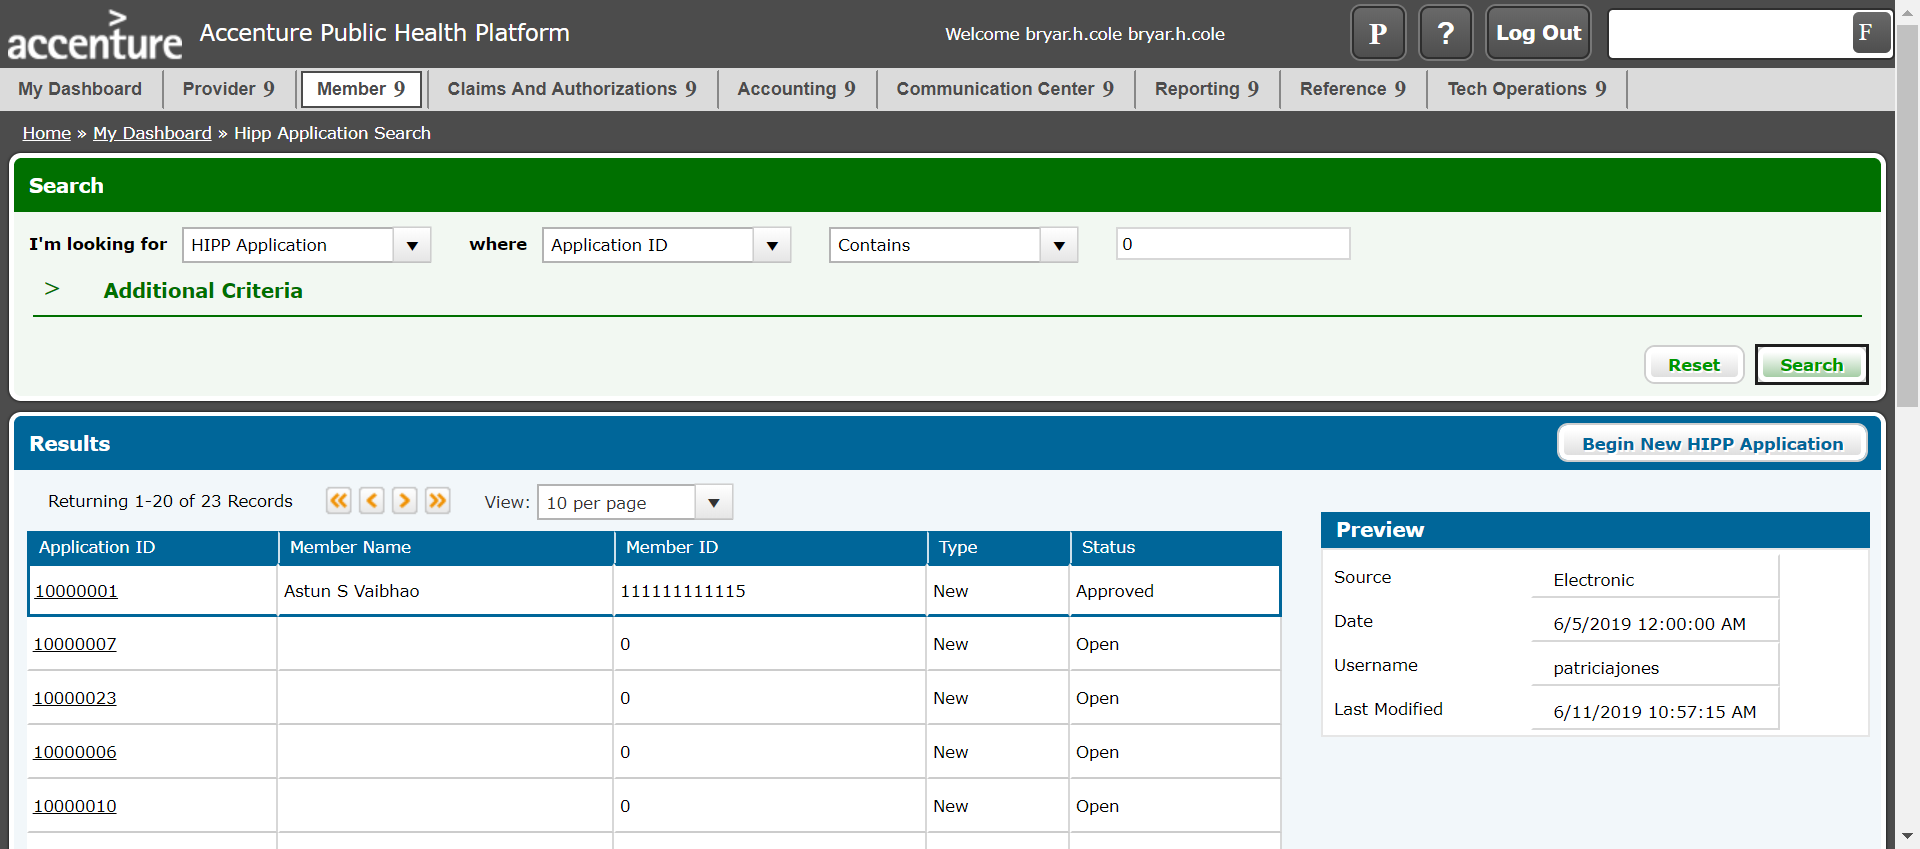 accenture Accenture Public Health Platform Welcome bryar.h.cole bryar.h.cole P ? Log Out F
My Dashboard Provider 9 Member 9 Claims And Authorizations 9 Accounting 9 Communication Center 9 Reporting 9 Reference 9 Tech Operations 9
Home » My Dashboard » Hipp Application Search
Search
I'm looking for HIPP Application where Application ID Contains 0
> Additional Criteria
Reset Search
Results Begin New HIPP Application
Returning 1-20 of 23 Records View: 10 per page
Application ID Member Name Member ID Type Status
10000001 Astun S Vaibhao 111111111115 New Approved
10000007 0 New Open
10000023 0 New Open
10000006 0 New Open
10000010 0 New Open
Preview
Source Electronic
Date 6/5/2019 12:00:00 AM
Username patriciajones
Last Modified 6/11/2019 10:57:15 AM